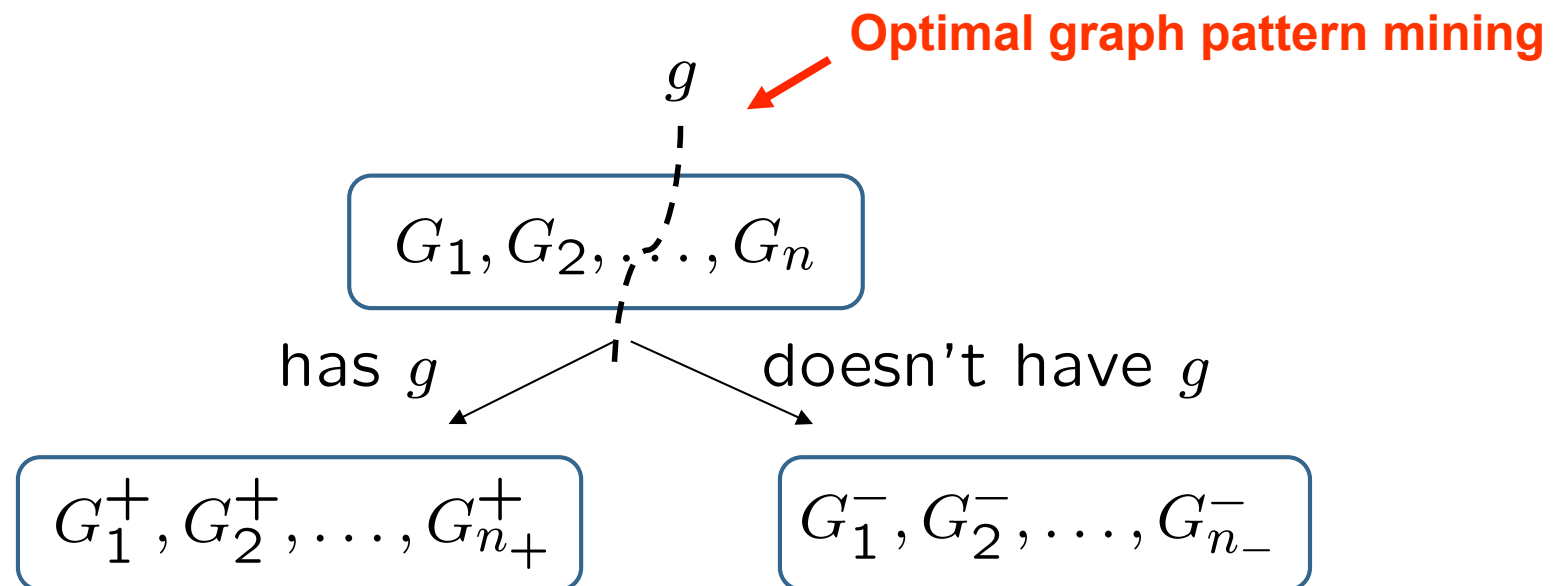 Optimal graph pattern mining
g
G₁, G₂, . . . , Gₙ
has g
doesn't have g
G₁⁺, G₂⁺, . . . , Gₙ₊⁺
G₁⁻, G₂⁻, . . . , Gₙ₋⁻